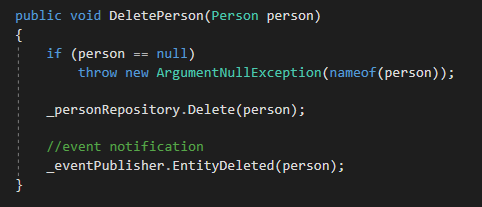 public void DeletePerson(Person person)
{
    if (person == null)
        throw new ArgumentNullException(nameof(person));

    _personRepository.Delete(person);

    //event notification
    _eventPublisher.EntityDeleted(person);
}